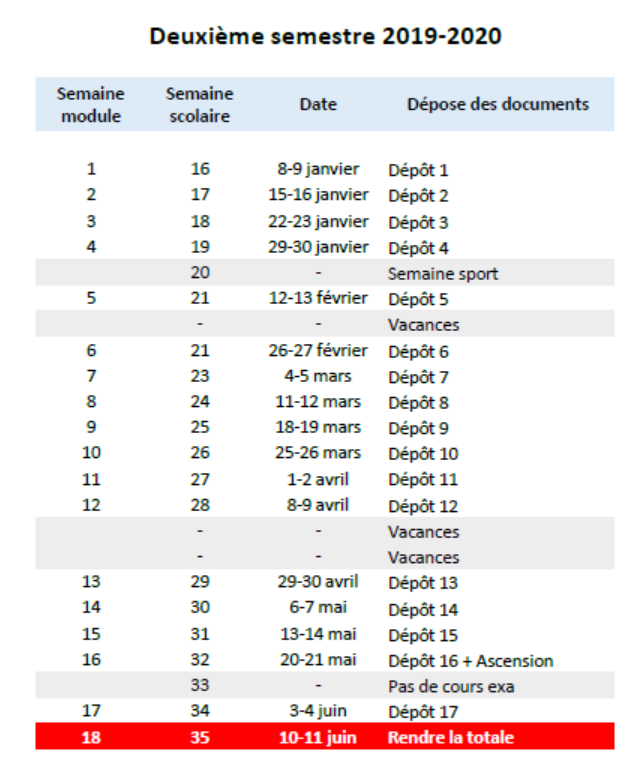 Deuxième semestre 2019-2020
Semaine module Semaine scolaire Date Dépose des documents
1 16 8-9 janvier Dépôt 1
2 17 15-16 janvier Dépôt 2
3 18 22-23 janvier Dépôt 3
4 19 29-30 janvier Dépôt 4
20 - Semaine sport
5 21 12-13 février Dépôt 5
- - Vacances
6 21 26-27 février Dépôt 6
7 23 4-5 mars Dépôt 7
8 24 11-12 mars Dépôt 8
9 25 18-19 mars Dépôt 9
10 26 25-26 mars Dépôt 10
11 27 1-2 avril Dépôt 11
12 28 8-9 avril Dépôt 12
- - Vacances
- - Vacances
13 29 29-30 avril Dépôt 13
14 30 6-7 mai Dépôt 14
15 31 13-14 mai Dépôt 15
16 32 20-21 mai Dépôt 16 + Ascension
33 - Pas de cours exa
17 34 3-4 juin Dépôt 17
18 35 10-11 juin Rendre la totale